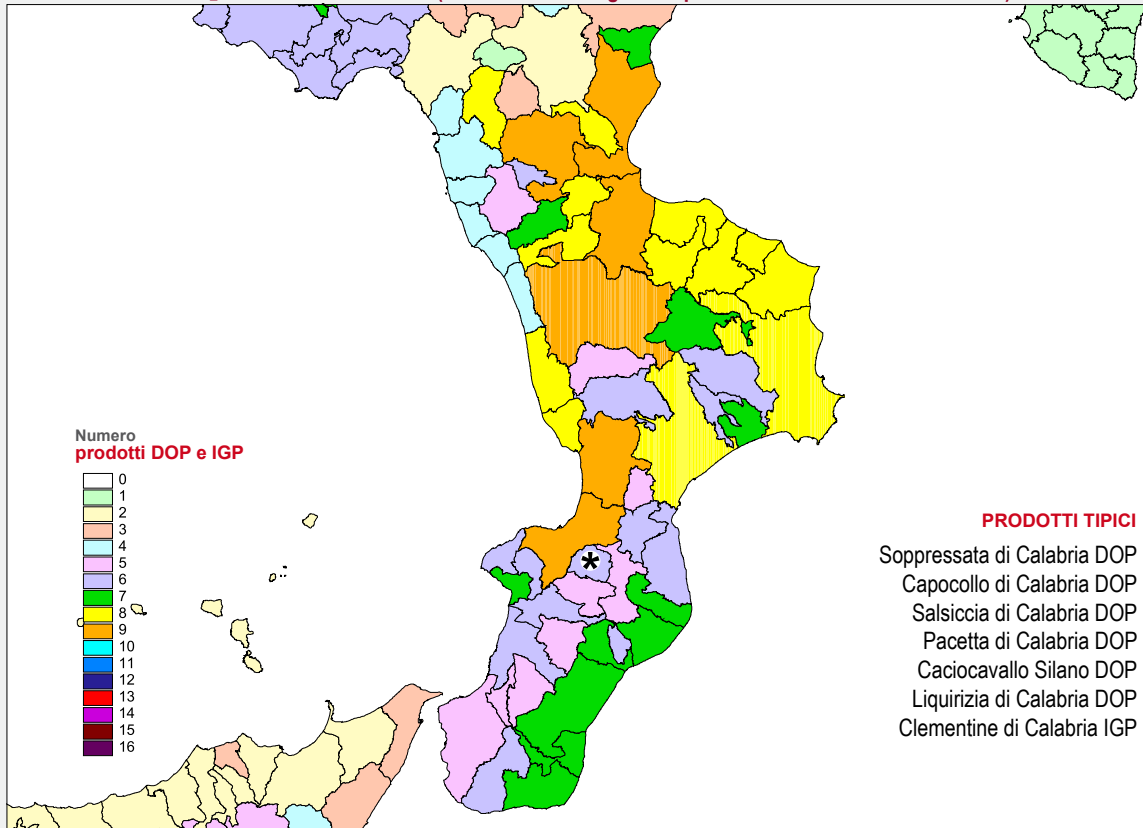 Numero
prodotti DOP e IGP
0
1
2
3
4
5
6
7
8
9
10
11
12
13
14
15
16
*
PRODOTTI TIPICI
Soppressata di Calabria DOP
Capocollo di Calabria DOP
Salsiccia di Calabria DOP
Pacetta di Calabria DOP
Caciocavallo Silano DOP
Liquirizia di Calabria DOP
Clementine di Calabria IGP